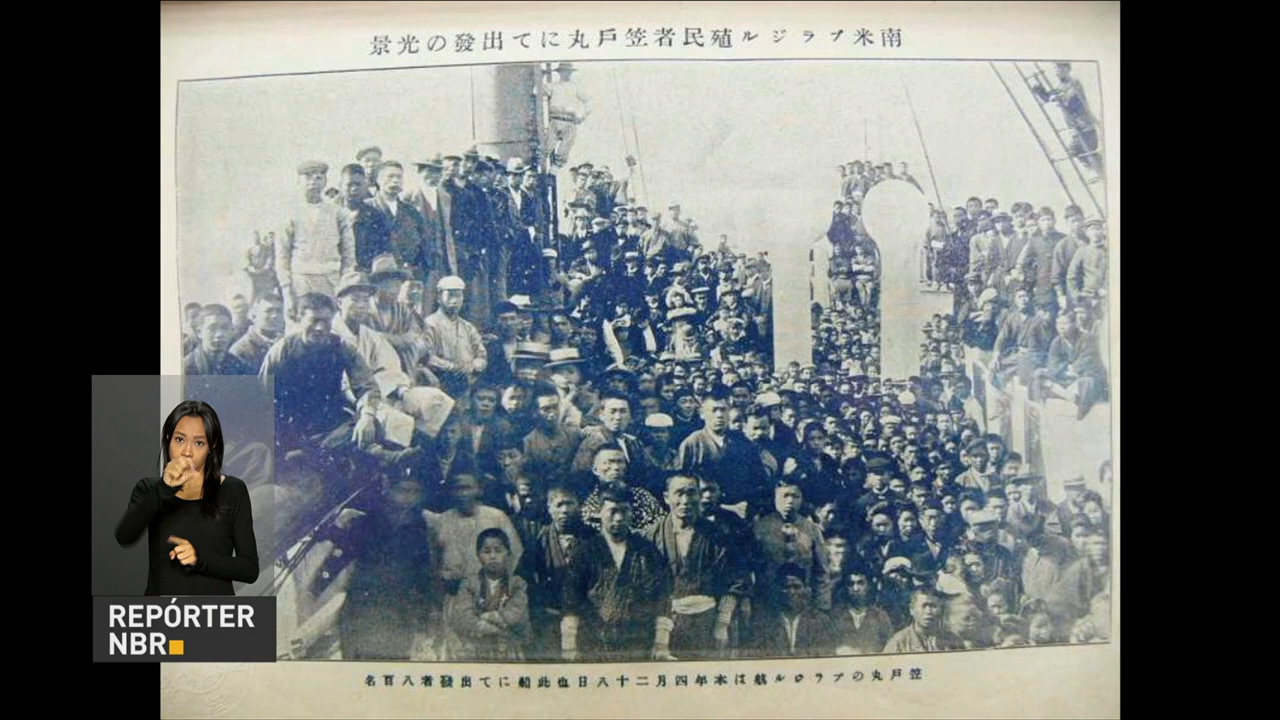 南米ブラジル殖民者笠戸丸にて出發の光景
笠戸丸のブラジル航は本年四月二十八日也此船にて出發者八百名
REPÓRTER
NBR